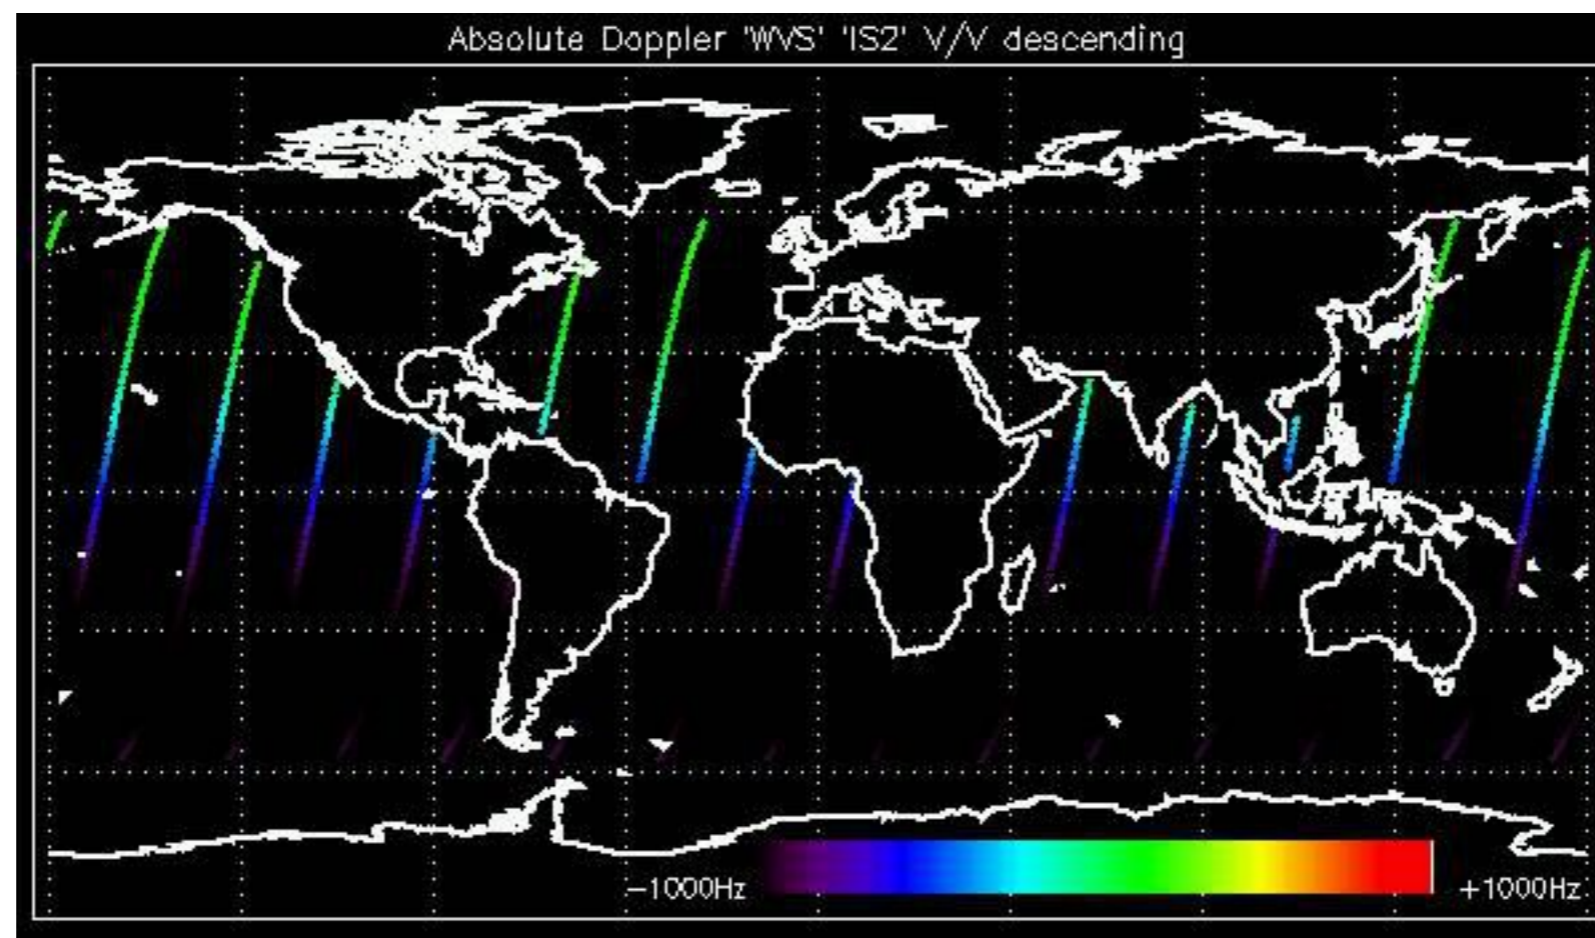 Absolute Doppler 'WVS' 'IS2' V/V descending
−1000Hz
+1000Hz